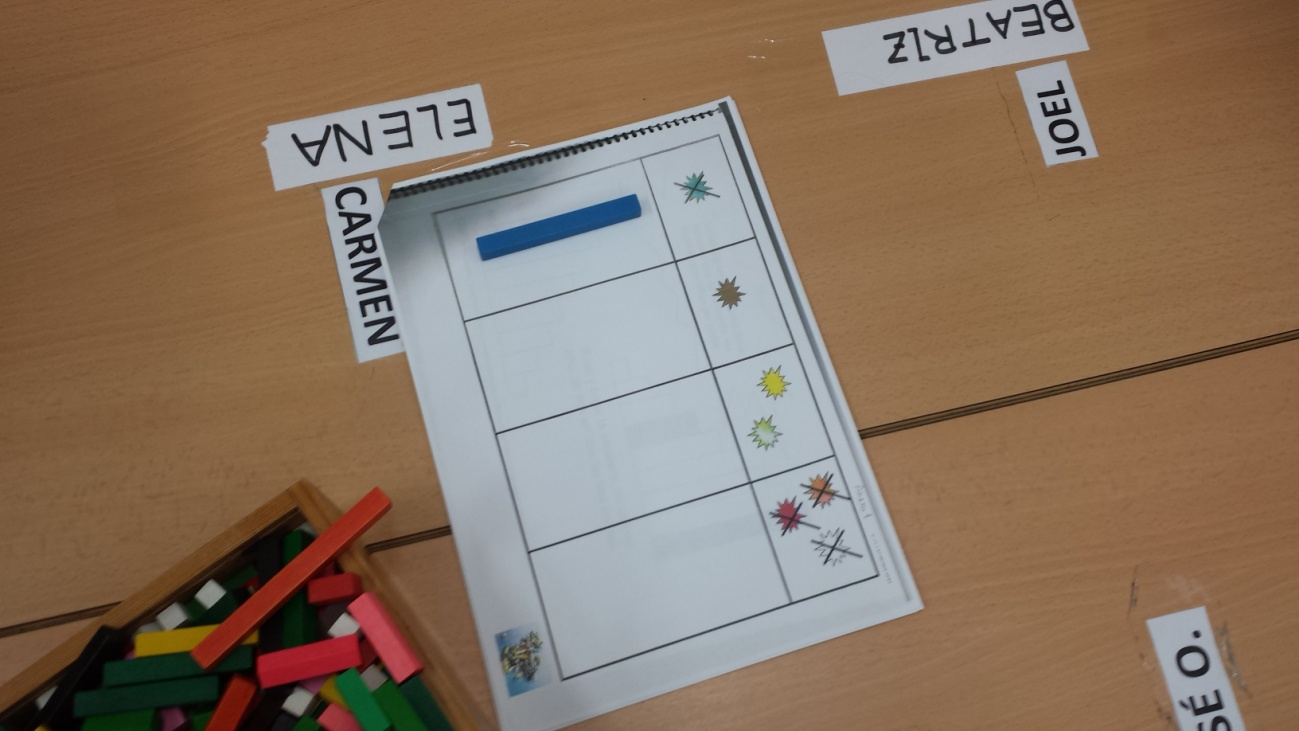 BEATRIZ
JOEL
ELENA
CARMEN
SÉ O.